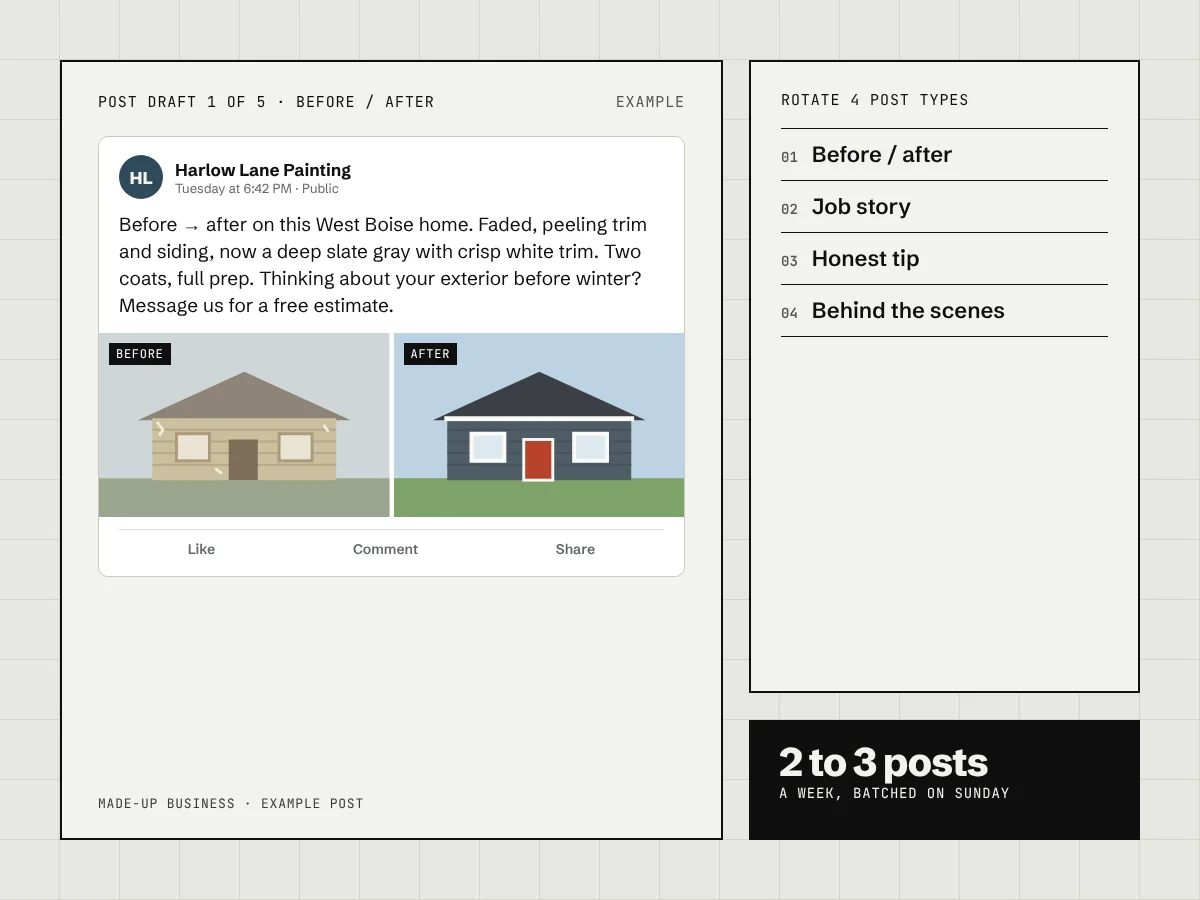 POST DRAFT 1 OF 5 · BEFORE / AFTER
EXAMPLE
HL
Harlow Lane Painting
Tuesday at 6:42 PM · Public
Before → after on this West Boise home. Faded, peeling trim
and siding, now a deep slate gray with crisp white trim. Two
coats, full prep. Thinking about your exterior before winter?
Message us for a free estimate.
BEFORE
AFTER
Like
Comment
Share
MADE-UP BUSINESS · EXAMPLE POST
ROTATE 4 POST TYPES
01 Before / after
02 Job story
03 Honest tip
04 Behind the scenes
2 to 3 posts
A WEEK, BATCHED ON SUNDAY